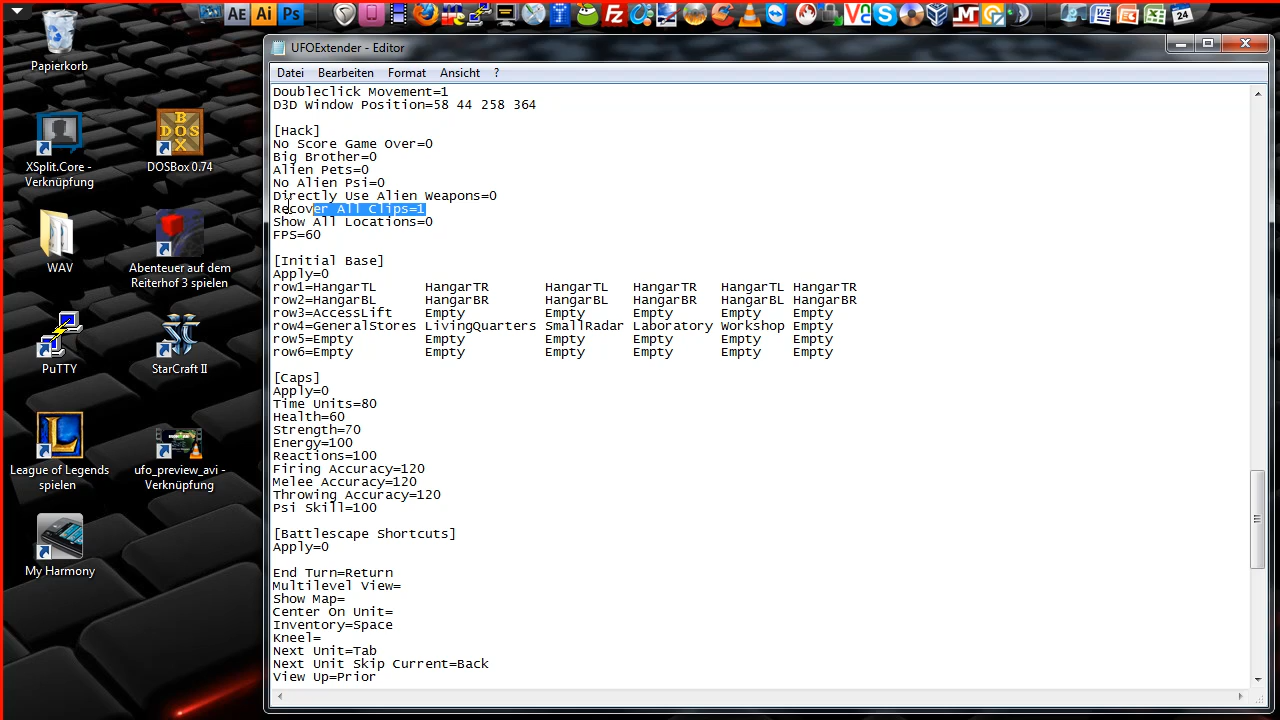 AE Ai Ps
24
Papierkorb
XSplit.Core -
Verknüpfung
DOSBox 0.74
WAV
Abenteuer auf dem
Reiterhof 3 spielen
PuTTY
StarCraft II
League of Legends
spielen
ufo_preview_avi -
Verknüpfung
My Harmony
UFOExtender - Editor
Datei Bearbeiten Format Ansicht ?
Doubleclick Movement=1
D3D Window Position=58 44 258 364
[Hack]
No Score Game Over=0
Big Brother=0
Alien Pets=0
No Alien Psi=0
Directly Use Alien Weapons=0
Recover All Clips=1
Show All Locations=0
FPS=60
[Initial Base]
Apply=0
row1=HangarTL HangarTR HangarTL HangarTR HangarTL HangarTR
row2=HangarBL HangarBR HangarBL HangarBR HangarBL HangarBR
row3=AccessLift Empty Empty Empty Empty Empty
row4=GeneralStores LivingQuarters SmallRadar Laboratory Workshop Empty
row5=Empty Empty Empty Empty Empty Empty
row6=Empty Empty Empty Empty Empty Empty
[Caps]
Apply=0
Time Units=80
Health=60
Strength=70
Energy=100
Reactions=100
Firing Accuracy=120
Melee Accuracy=120
Throwing Accuracy=120
Psi Skill=100
[Battlescape Shortcuts]
Apply=0
End Turn=Return
Multilevel View=
Show Map=
Center On Unit=
Inventory=Space
Kneel=
Next Unit=Tab
Next Unit Skip Current=Back
View Up=Prior